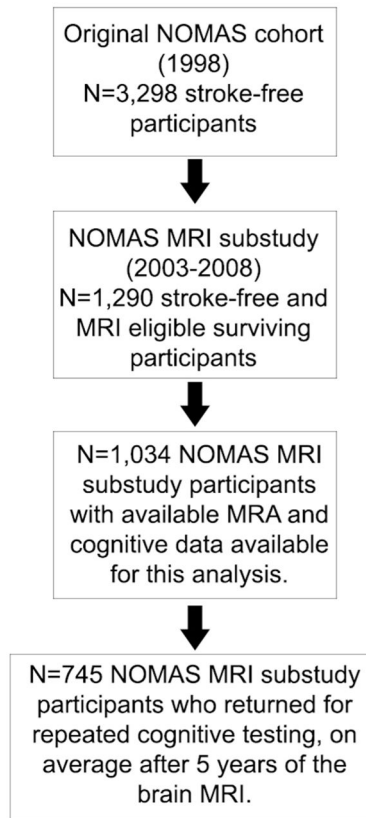 Original NOMAS cohort
(1998)
N=3,298 stroke-free
participants
NOMAS MRI substudy
(2003-2008)
N=1,290 stroke-free and
MRI eligible surviving
participants
N=1,034 NOMAS MRI
substudy participants
with available MRA and
cognitive data available
for this analysis.
N=745 NOMAS MRI substudy
participants who returned for
repeated cognitive testing, on
average after 5 years of the
brain MRI.